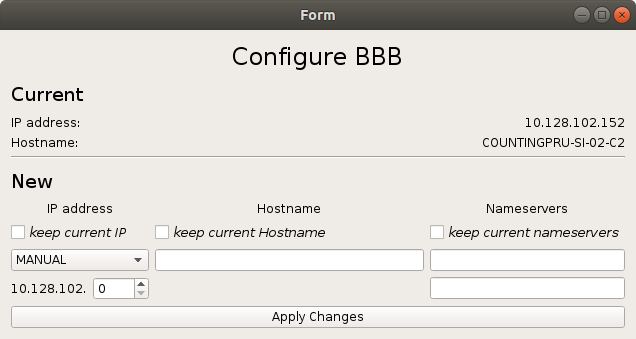 Form
Configure BBB
Current
IP address: 10.128.102.152
Hostname: COUNTINGPRU-SI-02-C2
New
IP address Hostname Nameservers
keep current IP keep current Hostname keep current nameservers
MANUAL
10.128.102. 0
Apply Changes